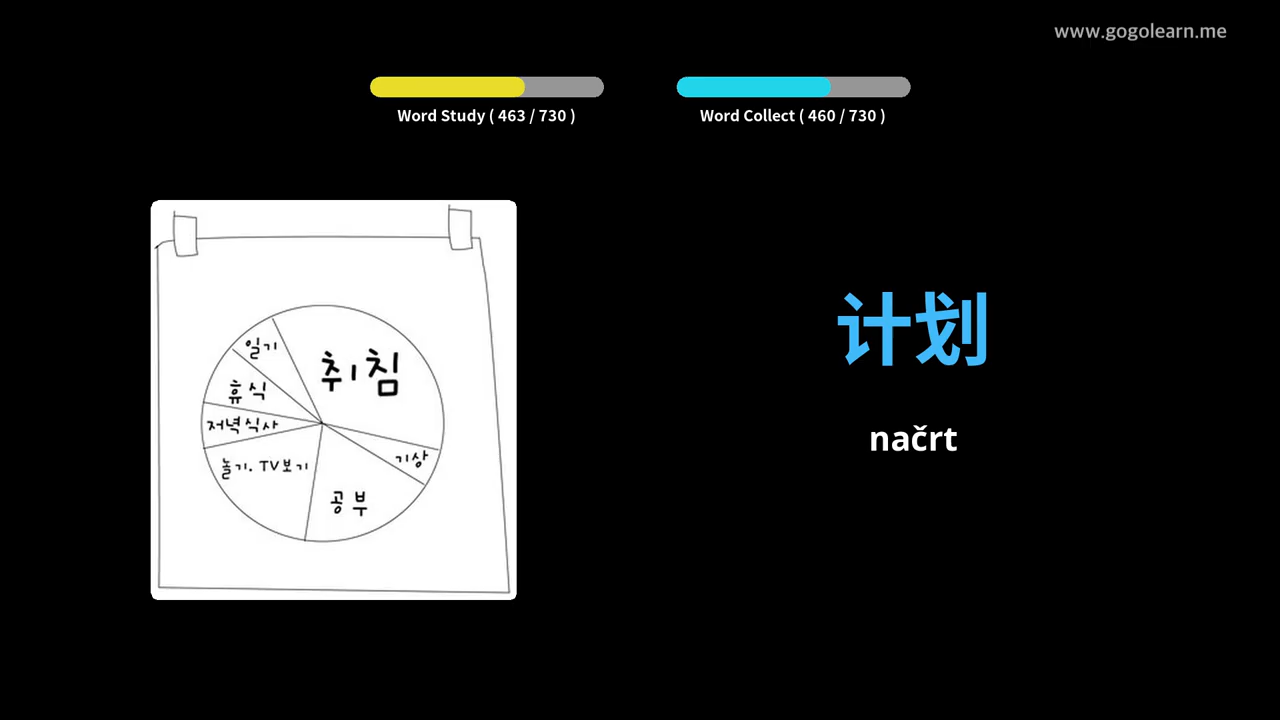 www.gogolearn.me
Word Study ( 463 / 730 )
Word Collect ( 460 / 730 )
일기
취침
휴식
저녁식사
놀기. TV보기
기상
공부
计划
načrt